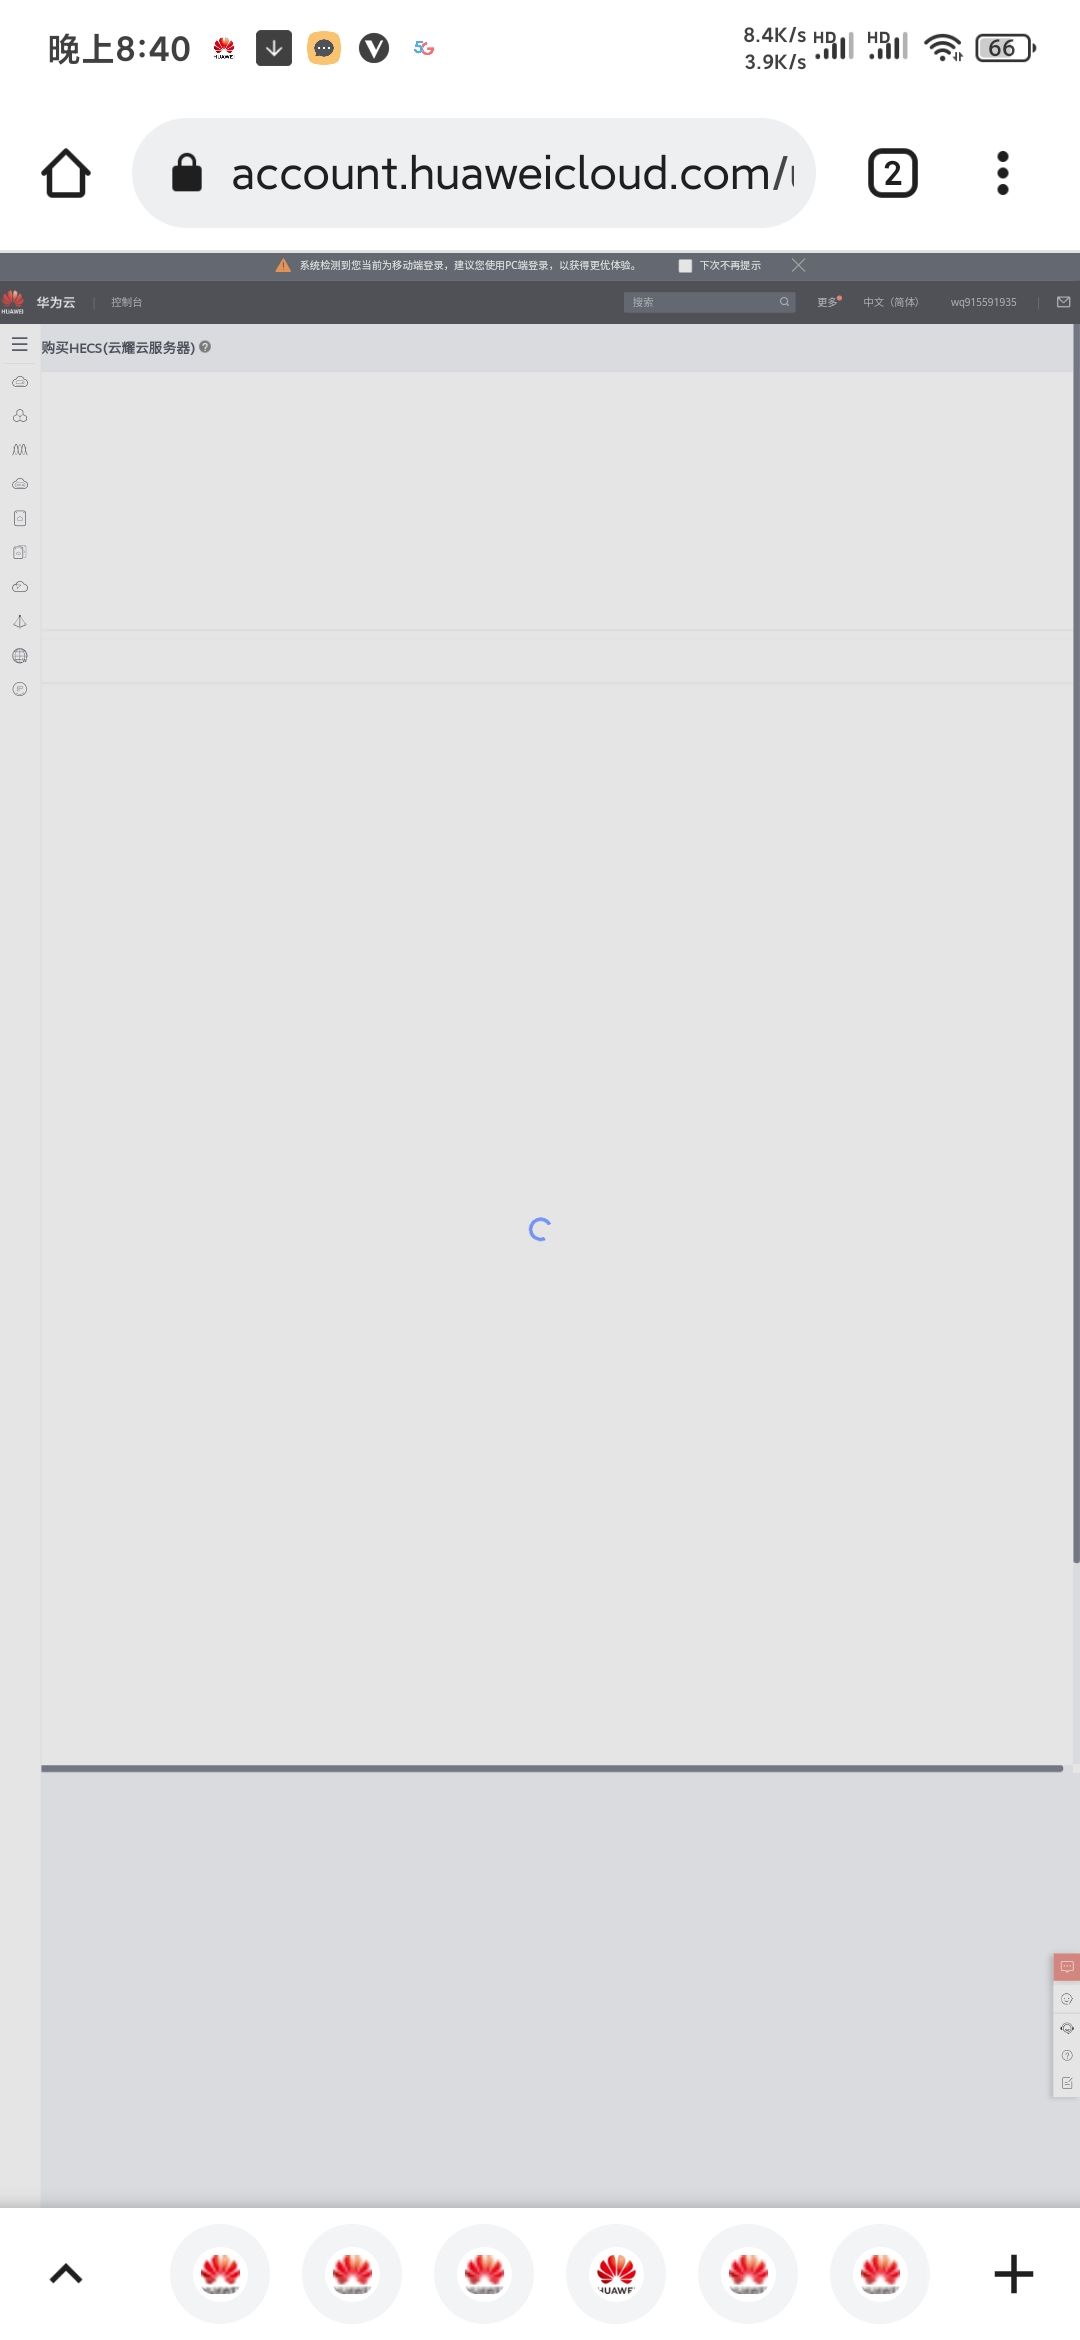 晚上8:40
8.4K/s
3.9K/s
HD
HD
66
account.huaweicloud.com/
2
系统检测到您当前为移动端登录，建议您使用PC端登录，以获得更优体验。 下次不再提示
HUAWEI
华为云 | 控制台 搜索 更多 中文（简体） wq915591935
购买HECS(云耀云服务器)
HUAWEI